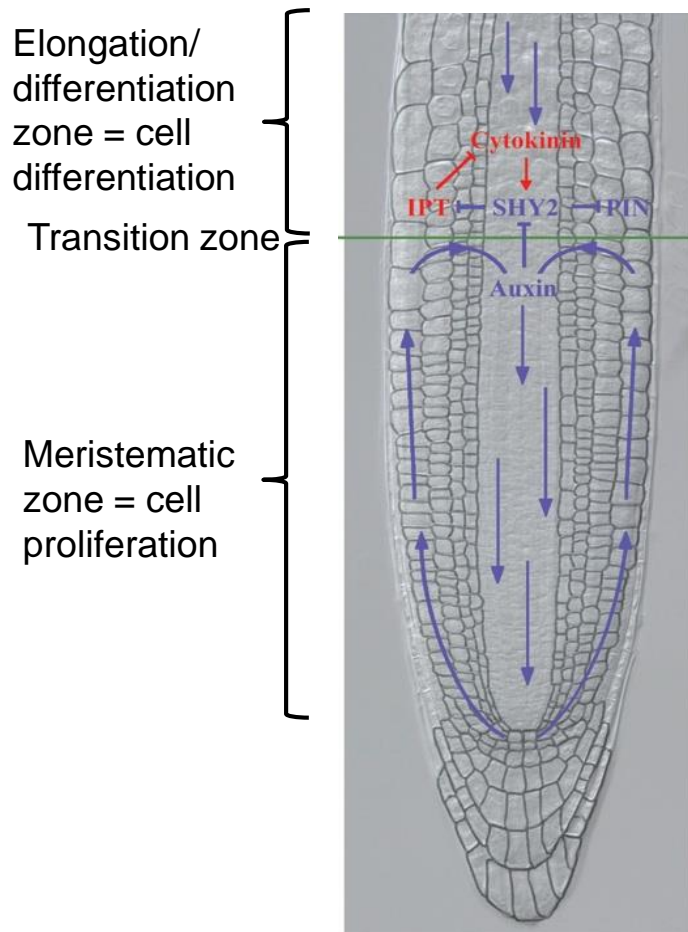 Elongation/
differentiation
zone = cell
differentiation
Transition zone
Meristematic
zone = cell
proliferation
Cytokinin
IPT SHY2 PIN
Auxin